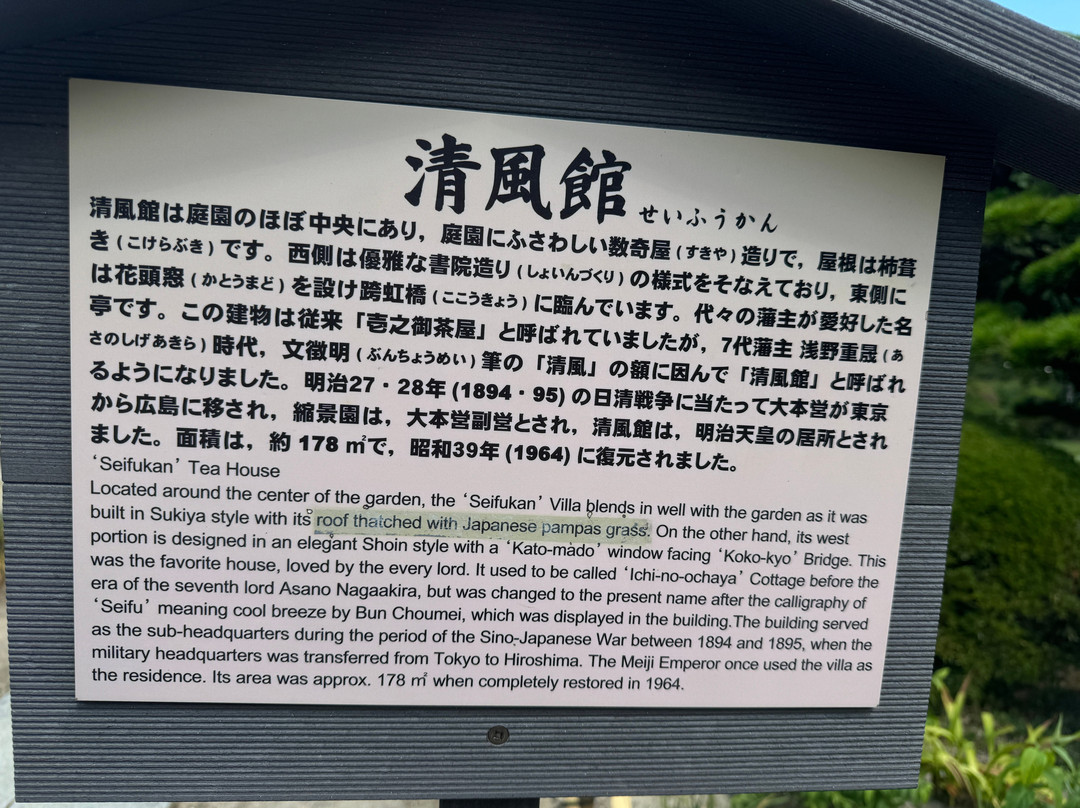 清風館 せいふうかん
清風館は庭園のほぼ中央にあり，庭園にふさわしい数奇屋(すきや)造りで，屋根は杮葺
き(こけらぶき)です。西側は優雅な書院造り(しょいんづくり)の様式をそなえており，東側に
は花頭窓(かとうまど)を設け跨虹橋(ここうきょう)に臨んでいます。代々の藩主が愛好した名
亭です。この建物は従来「壱之御茶屋」と呼ばれていましたが，7代藩主 浅野重晟(あ
さのしげあきら)時代，文徴明(ぶんちょうめい)筆の「清風」の額に因んで「清風館」と呼ばれ
るようになりました。明治27・28年(1894・95)の日清戦争に当たって大本営が東京
から広島に移され，縮景園は，大本営副営とされ，清風館は，明治天皇の居所とされ
ました。面積は，約178㎡で，昭和39年(1964)に復元されました。
‘Seifukan’ Tea House
Located around the center of the garden, the ‘Seifukan’ Villa blends in well with the garden as it was
built in Sukiya style with its roof thatched with Japanese pampas grass. On the other hand, its west
portion is designed in an elegant Shoin style with a ‘Kato-mado’ window facing ‘Koko-kyo’ Bridge. This
was the favorite house, loved by the every lord. It used to be called ‘Ichi-no-ochaya’ Cottage before the
era of the seventh lord Asano Nagaakira, but was changed to the present name after the calligraphy of
‘Seifu’ meaning cool breeze by Bun Choumei, which was displayed in the building.The building served
as the sub-headquarters during the period of the Sino-Japanese War between 1894 and 1895, when the
military headquarters was transferred from Tokyo to Hiroshima. The Meiji Emperor once used the villa as
the residence. Its area was approx. 178 ㎡ when completely restored in 1964.